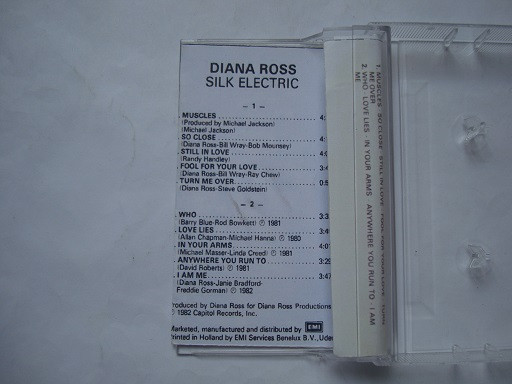 DIANA ROSS
SILK ELECTRIC
– 1 –
MUSCLES
(Produced by Michael Jackson)
(Michael Jackson)
SO CLOSE
(Diana Ross-Bill Wray-Bob Mounsey)
STILL IN LOVE
(Randy Handley)
FOOL FOR YOUR LOVE
(Diana Ross-Bill Wray-Ray Chew)
TURN ME OVER
(Diana Ross-Steve Goldstein)
– 2 –
WHO
(Barry Blue-Rod Bowkett) ℗ 1981
LOVE LIES
(Allan Chapman-Michael Hanna) ℗ 1980
IN YOUR ARMS
(Michael Masser-Linda Creed) ℗ 1981
ANYWHERE YOU RUN TO
(David Roberts) ℗ 1981
I AM ME
(Diana Ross-Janie Bradford-
Freddie Gorman) ℗ 1982
Produced by Diana Ross for Diana Ross Productions
1982 Capitol Records, Inc.
Marketed, manufactured and distributed by EMI
Printed in Holland by EMI Services Benelux B.V.,
1. MUSCLES SO CLOSE STILL IN LOVE FOOL FOR YOUR LOVE TURN
ME OVER
2. WHO LOVE LIES · IN YOUR ARMS ANYWHERE YOU RUN TO I AM
ME